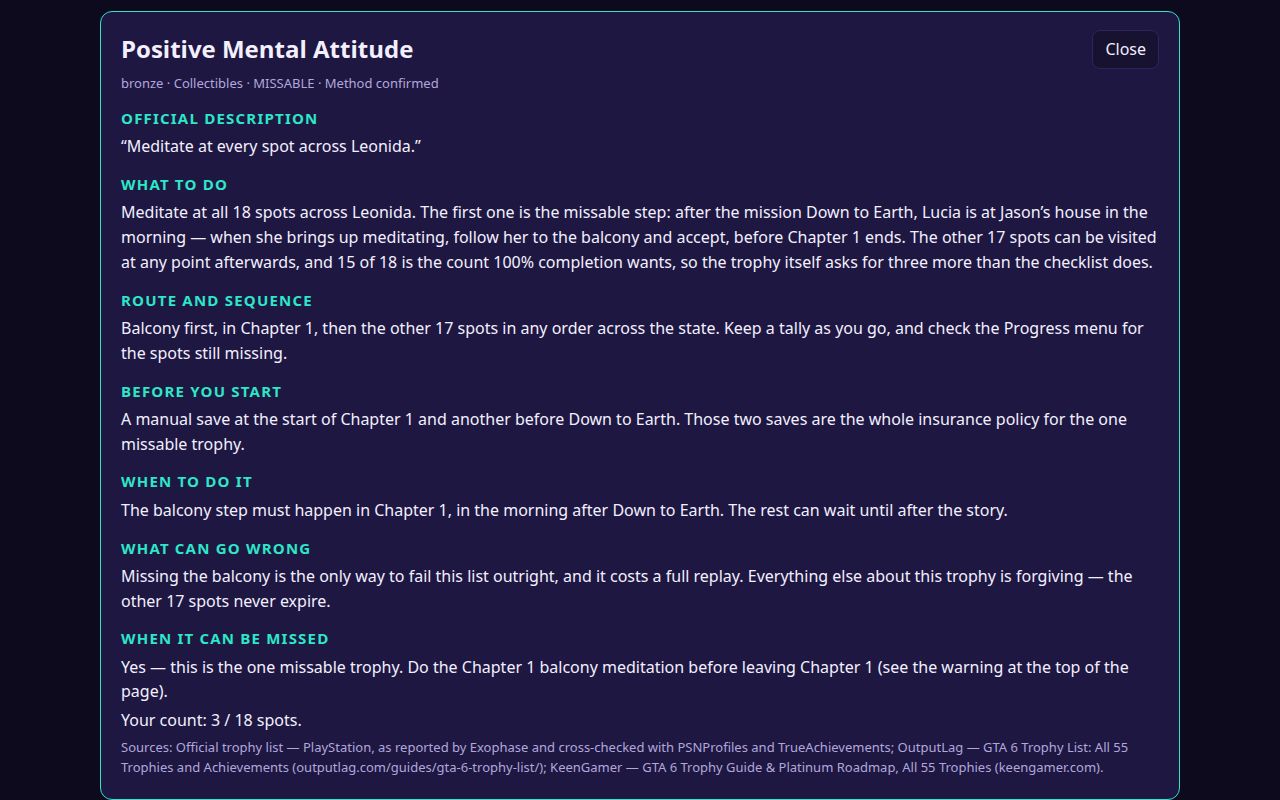 Positive Mental Attitude
Close
bronze · Collectibles · MISSABLE · Method confirmed
OFFICIAL DESCRIPTION
“Meditate at every spot across Leonida.”
WHAT TO DO
Meditate at all 18 spots across Leonida. The first one is the missable step: after the mission Down to Earth, Lucia is at Jason’s house in the
morning — when she brings up meditating, follow her to the balcony and accept, before Chapter 1 ends. The other 17 spots can be visited
at any point afterwards, and 15 of 18 is the count 100% completion wants, so the trophy itself asks for three more than the checklist does.
ROUTE AND SEQUENCE
Balcony first, in Chapter 1, then the other 17 spots in any order across the state. Keep a tally as you go, and check the Progress menu for
the spots still missing.
BEFORE YOU START
A manual save at the start of Chapter 1 and another before Down to Earth. Those two saves are the whole insurance policy for the one
missable trophy.
WHEN TO DO IT
The balcony step must happen in Chapter 1, in the morning after Down to Earth. The rest can wait until after the story.
WHAT CAN GO WRONG
Missing the balcony is the only way to fail this list outright, and it costs a full replay. Everything else about this trophy is forgiving — the
other 17 spots never expire.
WHEN IT CAN BE MISSED
Yes — this is the one missable trophy. Do the Chapter 1 balcony meditation before leaving Chapter 1 (see the warning at the top of the
page).
Your count: 3 / 18 spots.
Sources: Official trophy list — PlayStation, as reported by Exophase and cross-checked with PSNProfiles and TrueAchievements; OutputLag — GTA 6 Trophy List: All 55
Trophies and Achievements (outputlag.com/guides/gta-6-trophy-list/); KeenGamer — GTA 6 Trophy Guide & Platinum Roadmap, All 55 Trophies (keengamer.com).